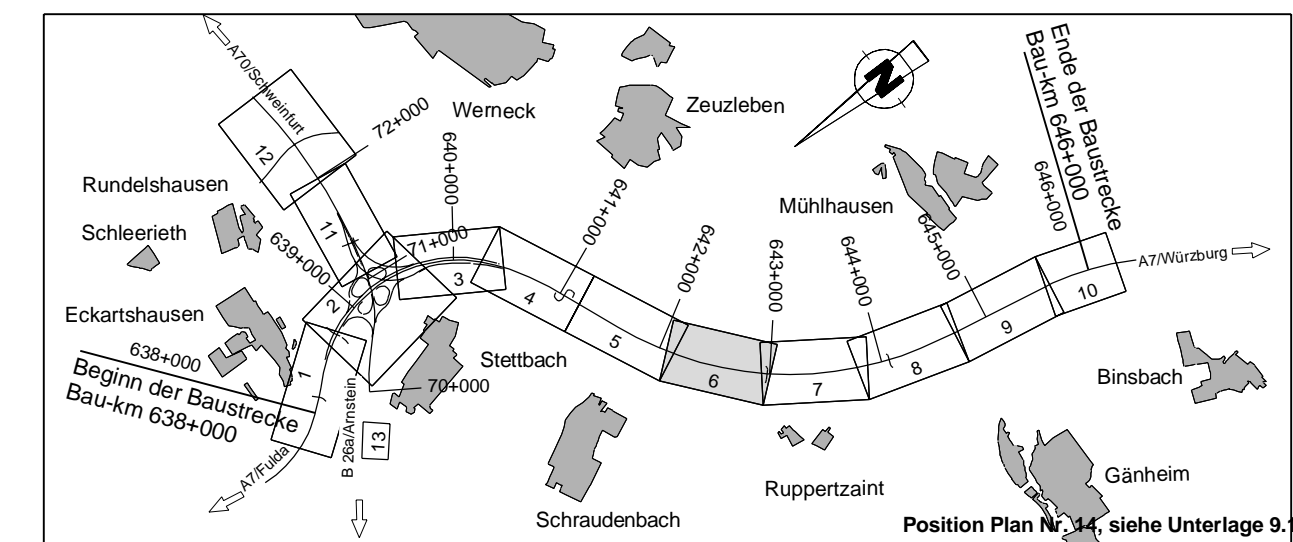 A70/Schweinfurt
Werneck
Zeuzleben
N
Ende der Baustrecke
Bau-km 646+000
646+000
12
72+000
640+000
Rundelshausen
Schleerieth
11
639+000
71+000
641+000
Mühlhausen
642+000
643+000
644+000
645+000
A7/Würzburg
2
3
4
5
6
7
8
9
10
Eckartshausen
638+000
Beginn der Baustrecke
Bau-km 638+000
1
Stettbach
70+000
B 26a/Arnstein
13
A7/Fulda
Binsbach
Schraudenbach
Ruppertzaint
Gänheim
Position Plan Nr. 14, siehe Unterlage 9.1